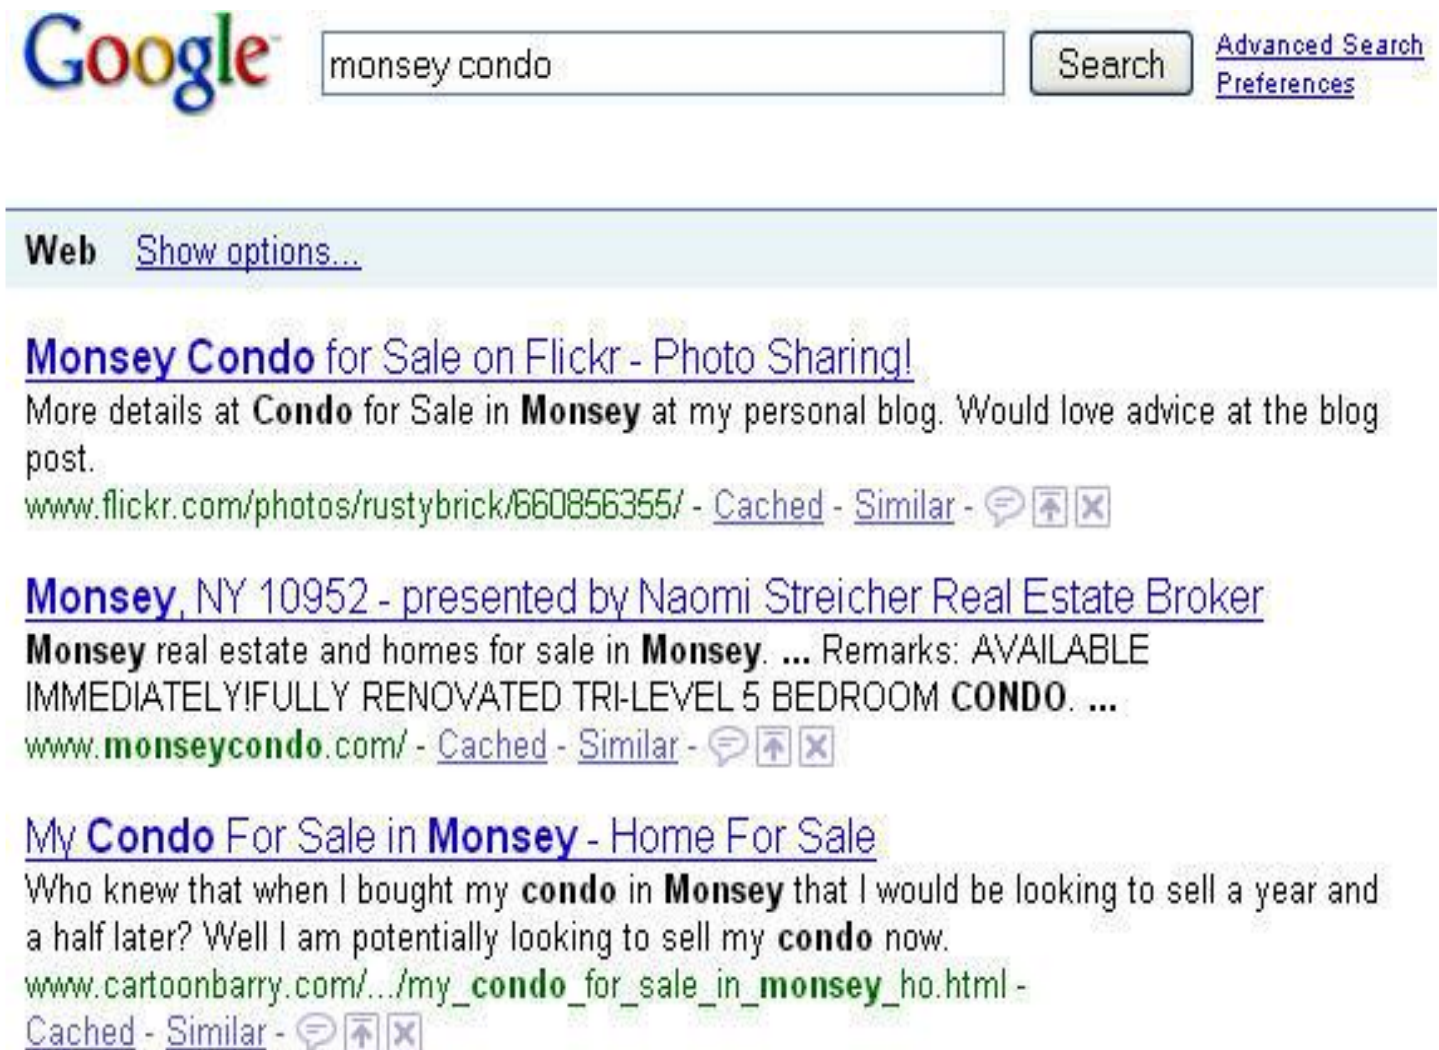 Google
monsey condo
Search
Advanced Search
Preferences
Web Show options...
Monsey Condo for Sale on Flickr - Photo Sharing!
More details at Condo for Sale in Monsey at my personal blog. Would love advice at the blog
post.
www.flickr.com/photos/rustybrick/660856355/ - Cached - Similar -
Monsey, NY 10952 - presented by Naomi Streicher Real Estate Broker
Monsey real estate and homes for sale in Monsey. ... Remarks: AVAILABLE
IMMEDIATELY!FULLY RENOVATED TRI-LEVEL 5 BEDROOM CONDO. ...
www.monseycondo.com/ - Cached - Similar -
My Condo For Sale in Monsey - Home For Sale
Who knew that when I bought my condo in Monsey that I would be looking to sell a year and
a half later? Well I am potentially looking to sell my condo now.
www.cartoonbarry.com/.../my_condo_for_sale_in_monsey_ho.html -
Cached - Similar -